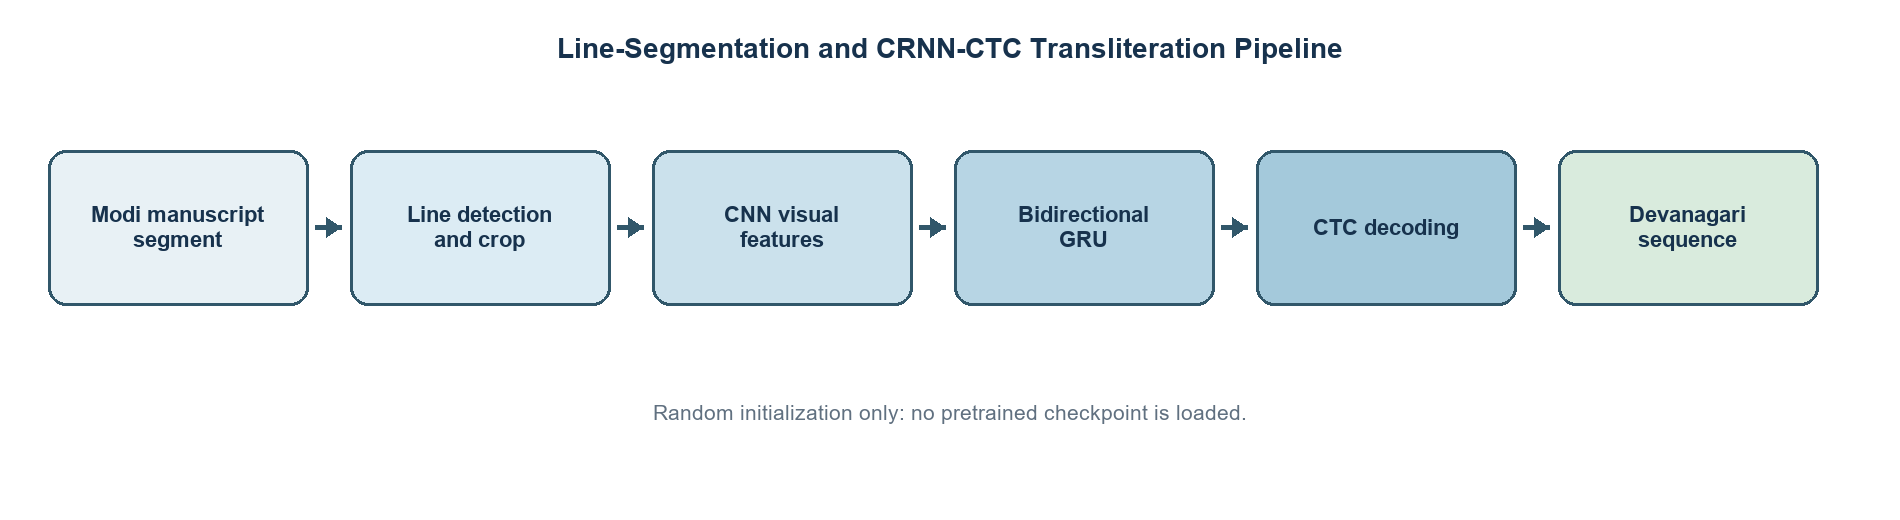 Line-Segmentation and CRNN-CTC Transliteration Pipeline
Modi manuscript
segment
Line detection
and crop
CNN visual
features
Bidirectional
GRU
CTC decoding
Devanagari
sequence
Random initialization only: no pretrained checkpoint is loaded.